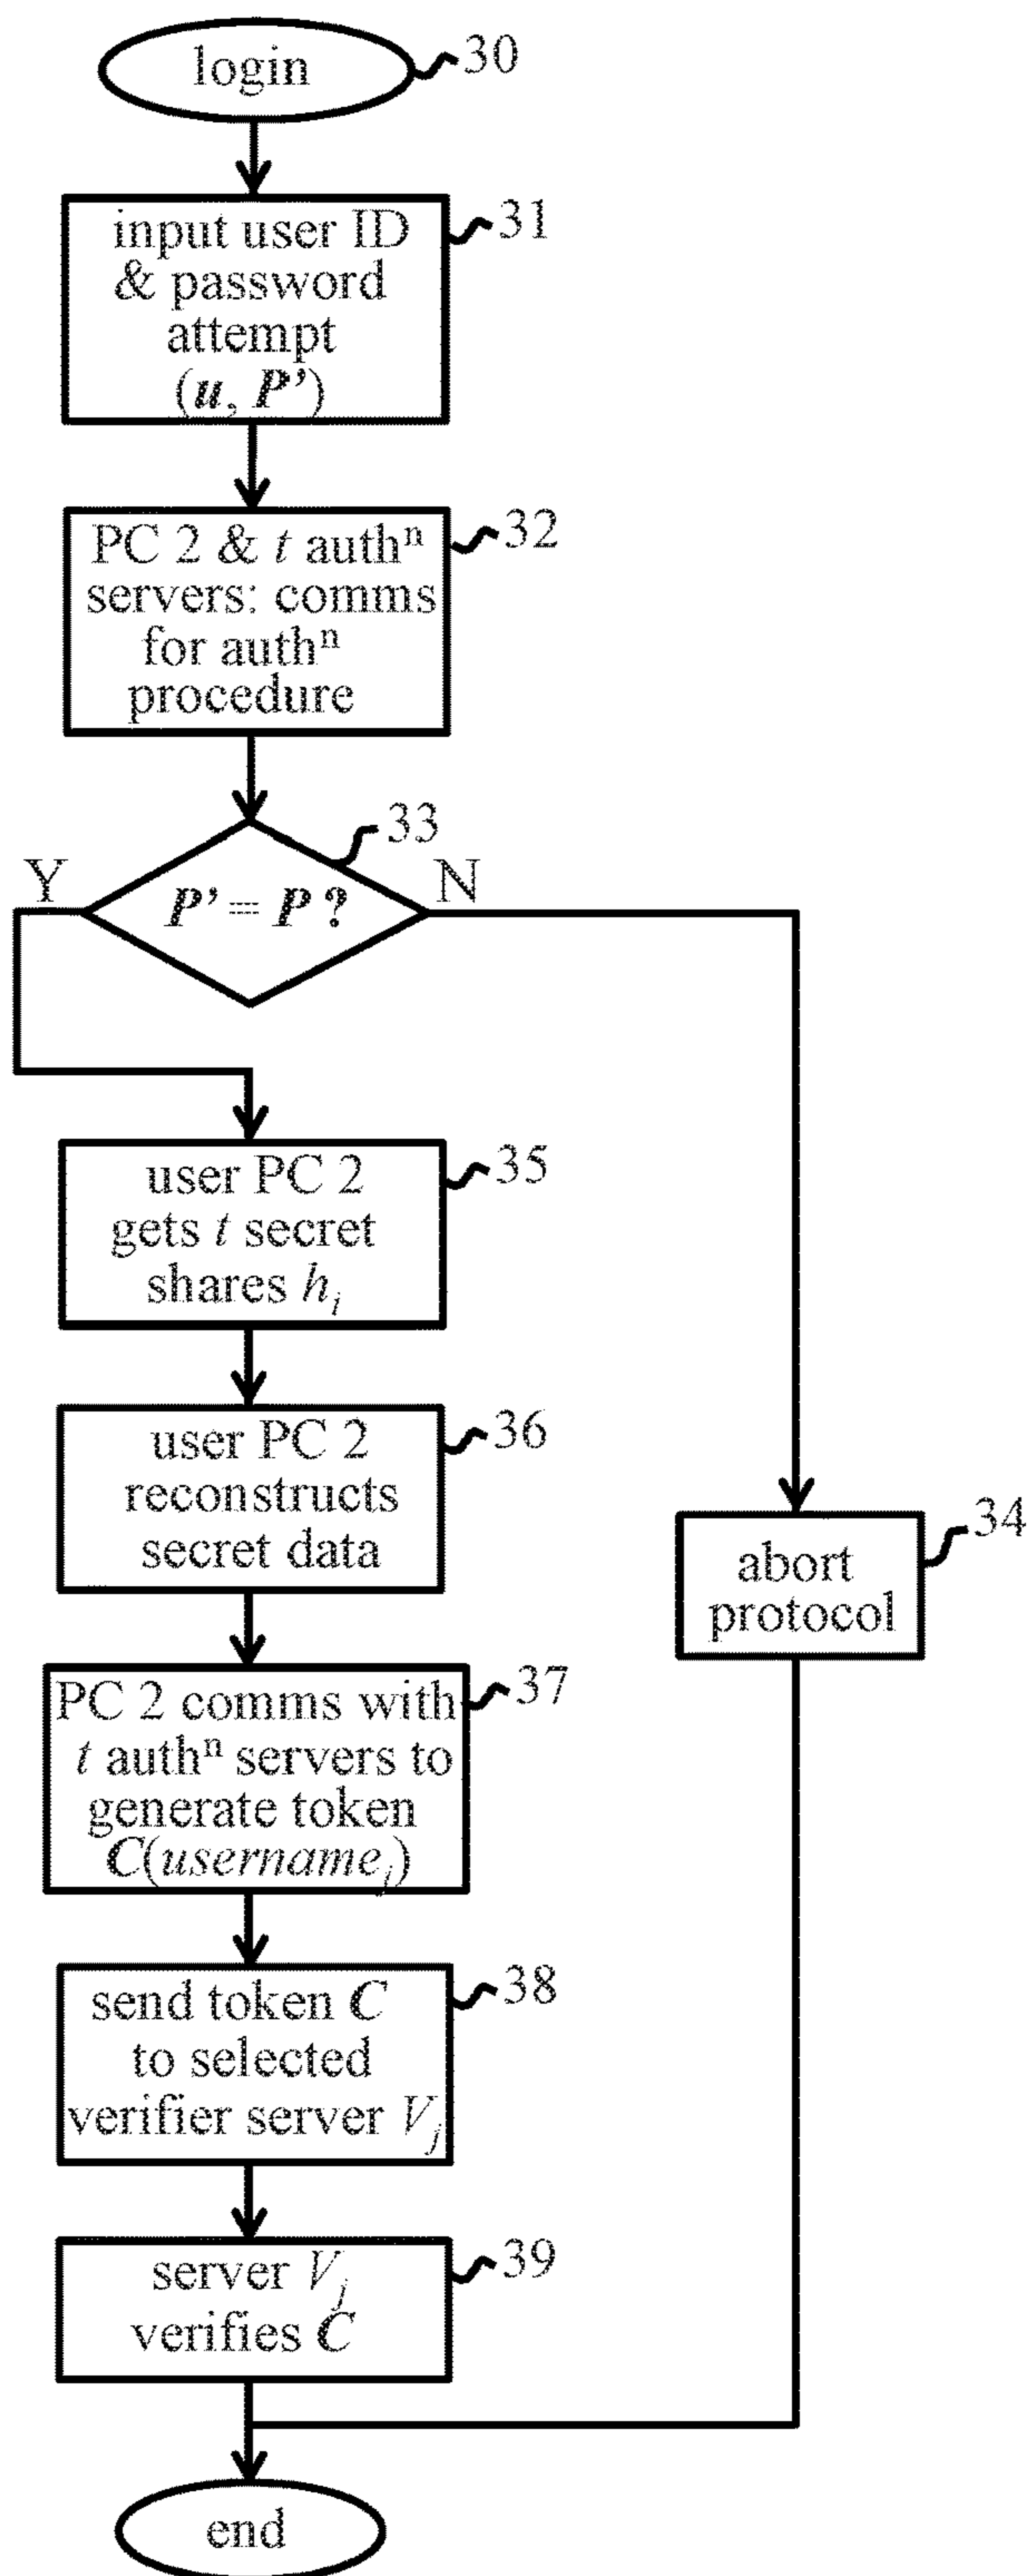 login
30
input user ID
& password
attempt
(u, P')
31
PC 2 & t authⁿ
servers: comms
for authⁿ
procedure
32
33
Y
P' = P ?
N
user PC 2
gets t secret
shares hᵢ
35
user PC 2
reconstructs
secret data
36
abort
protocol
34
PC 2 comms with
t authⁿ servers to
generate token
C(usernameⱼ)
37
send token C
to selected
verifier server Vⱼ
38
server Vⱼ
verifies C
39
end